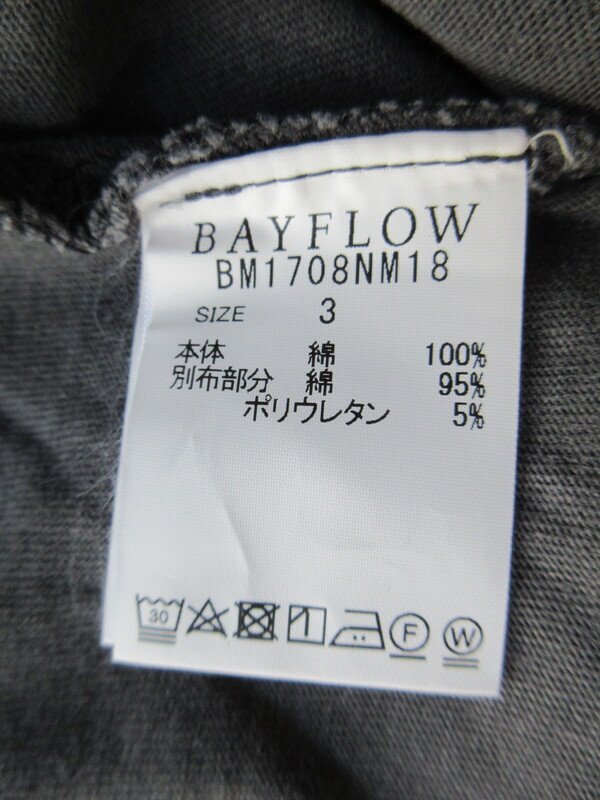 BAYFLOW
BM1708NM18
SIZE 3
本体 綿 100%
別布部分 綿 95%
ポリウレタン 5%
30 F W